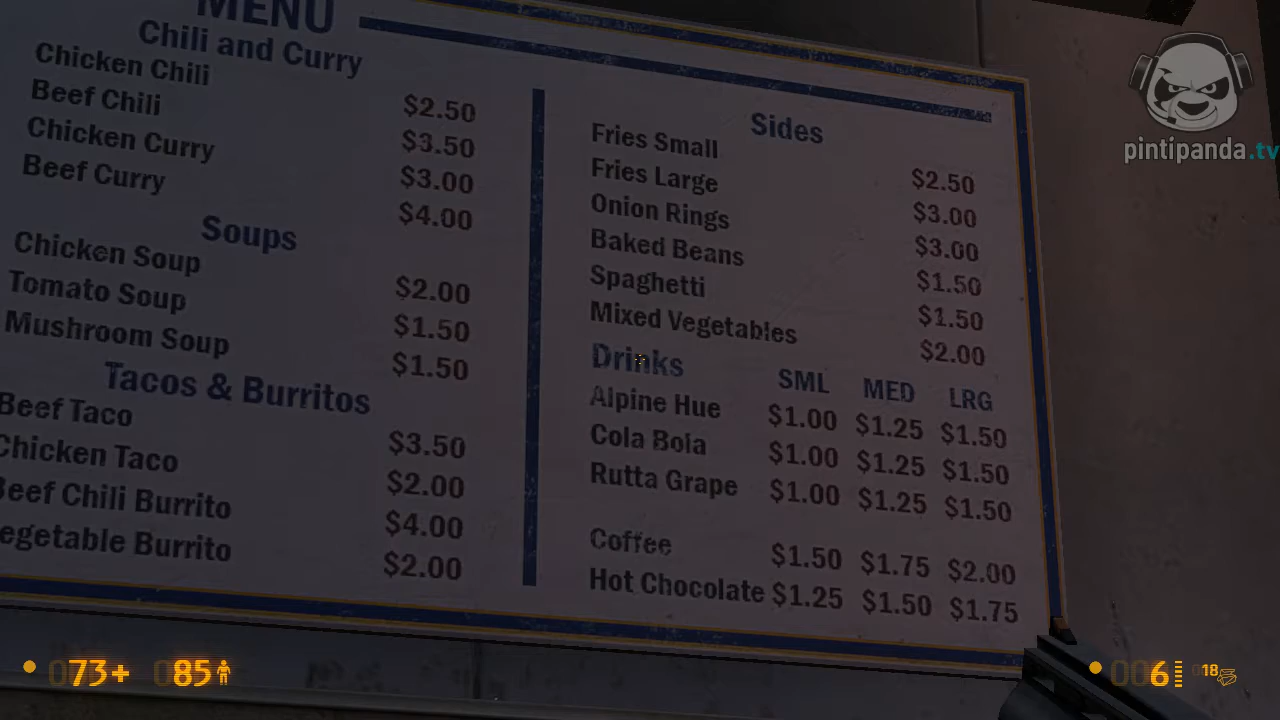 MENU
Chili and Curry
Chicken Chili $2.50
Beef Chili $3.50
Chicken Curry $3.00
Beef Curry $4.00
Soups
Chicken Soup $2.00
Tomato Soup $1.50
Mushroom Soup $1.50
Tacos & Burritos
Beef Taco $3.50
Chicken Taco $2.00
Beef Chili Burrito $4.00
egetable Burrito $2.00
Sides
Fries Small $2.50
Fries Large $3.00
Onion Rings $3.00
Baked Beans $1.50
Spaghetti $1.50
Mixed Vegetables $2.00
Drinks SML MED LRG
Alpine Hue $1.00 $1.25 $1.50
Cola Bola $1.00 $1.25 $1.50
Rutta Grape $1.00 $1.25 $1.50
Coffee $1.50 $1.75 $2.00
Hot Chocolate $1.25 $1.50 $1.75
pintipanda.tv
073+ 085
006 018